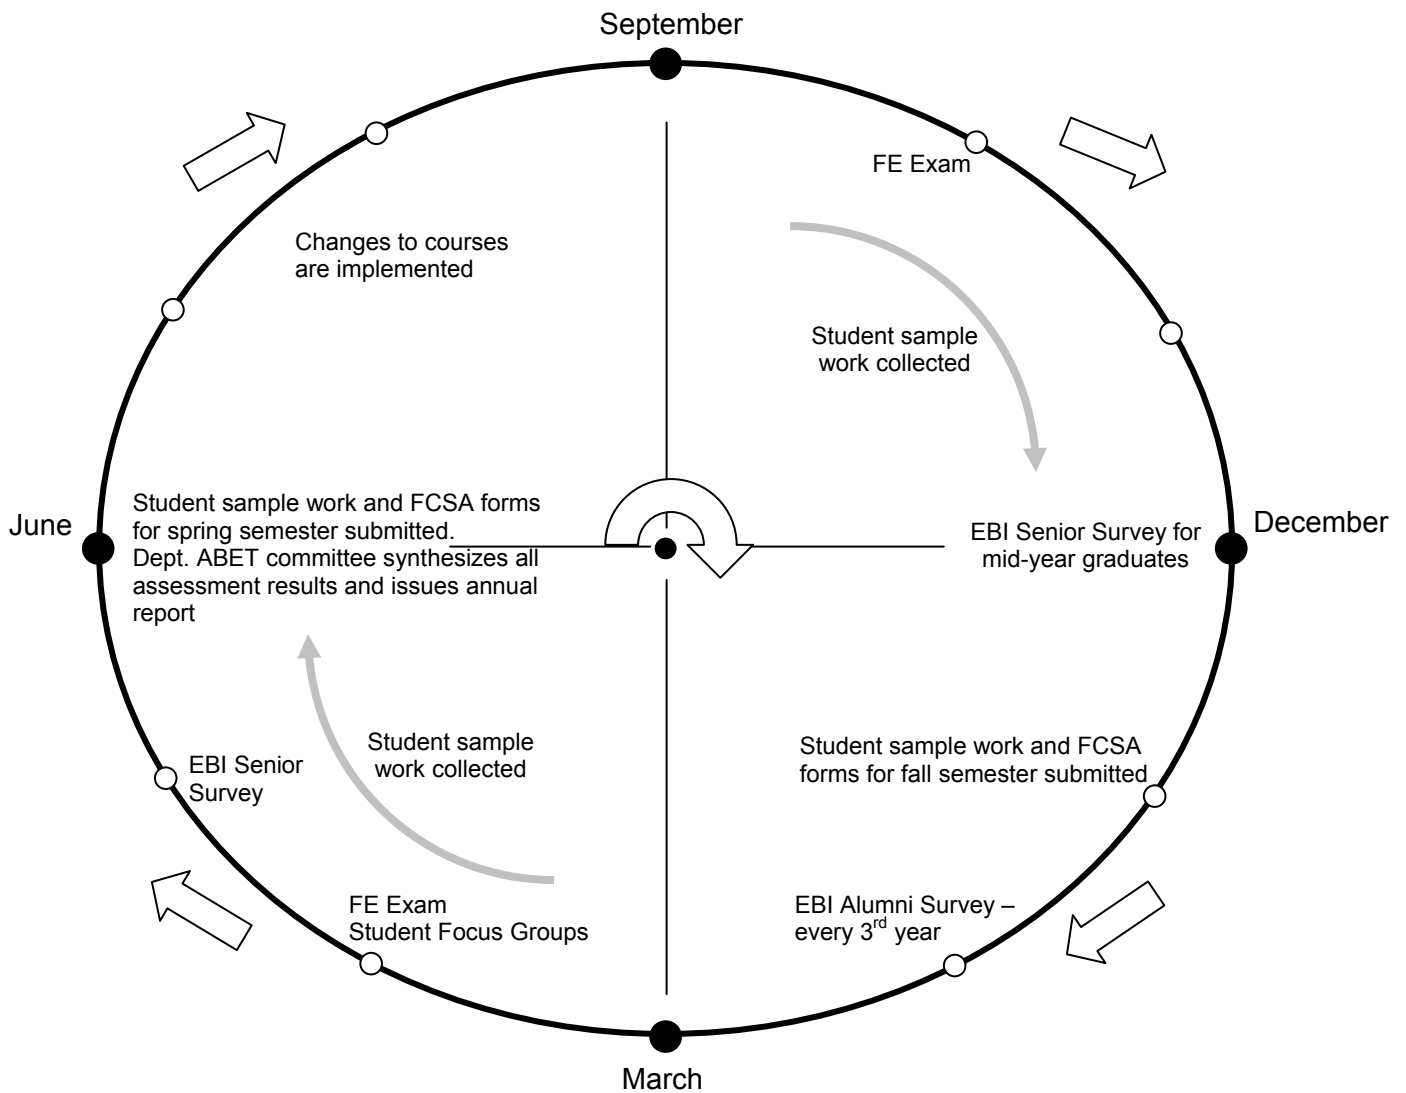 September
FE Exam
Changes to courses
are implemented
Student sample
work collected
June
Student sample work and FCSA forms
for spring semester submitted.
Dept. ABET committee synthesizes all
assessment results and issues annual
report
EBI Senior Survey for
mid-year graduates
December
Student sample
work collected
Student sample work and FCSA
forms for fall semester submitted
EBI Senior
Survey
FE Exam
Student Focus Groups
EBI Alumni Survey –
every 3rd year
March